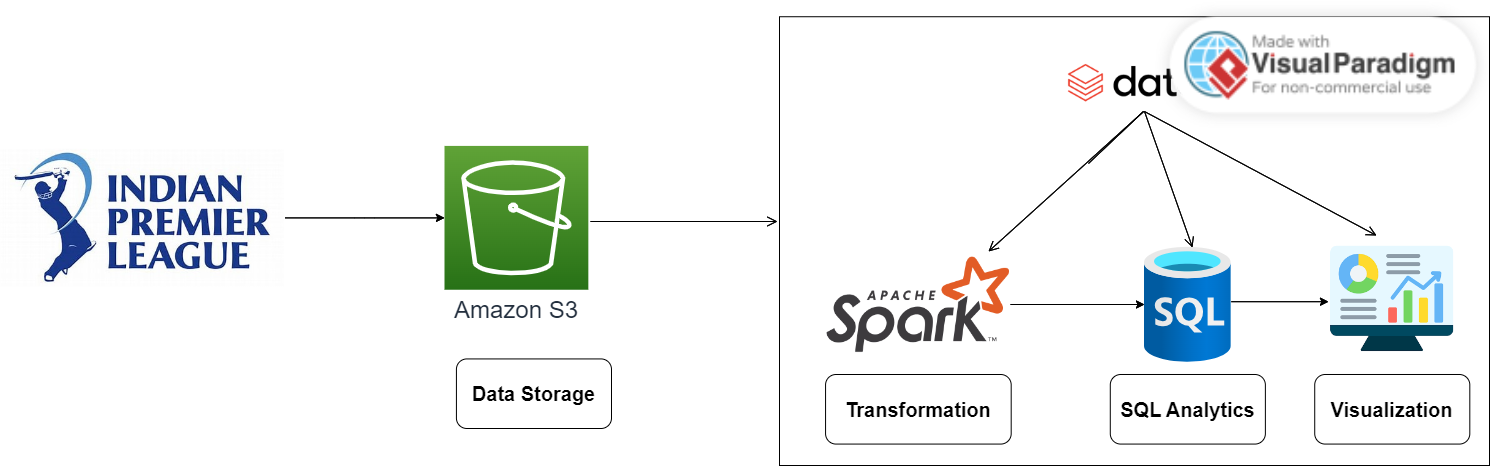 INDIAN
PREMIER
LEAGUE
Amazon S3
Data Storage
dat
Made with
Visual Paradigm
For non-commercial use
APACHE
Spark™
SQL
Transformation
SQL Analytics
Visualization